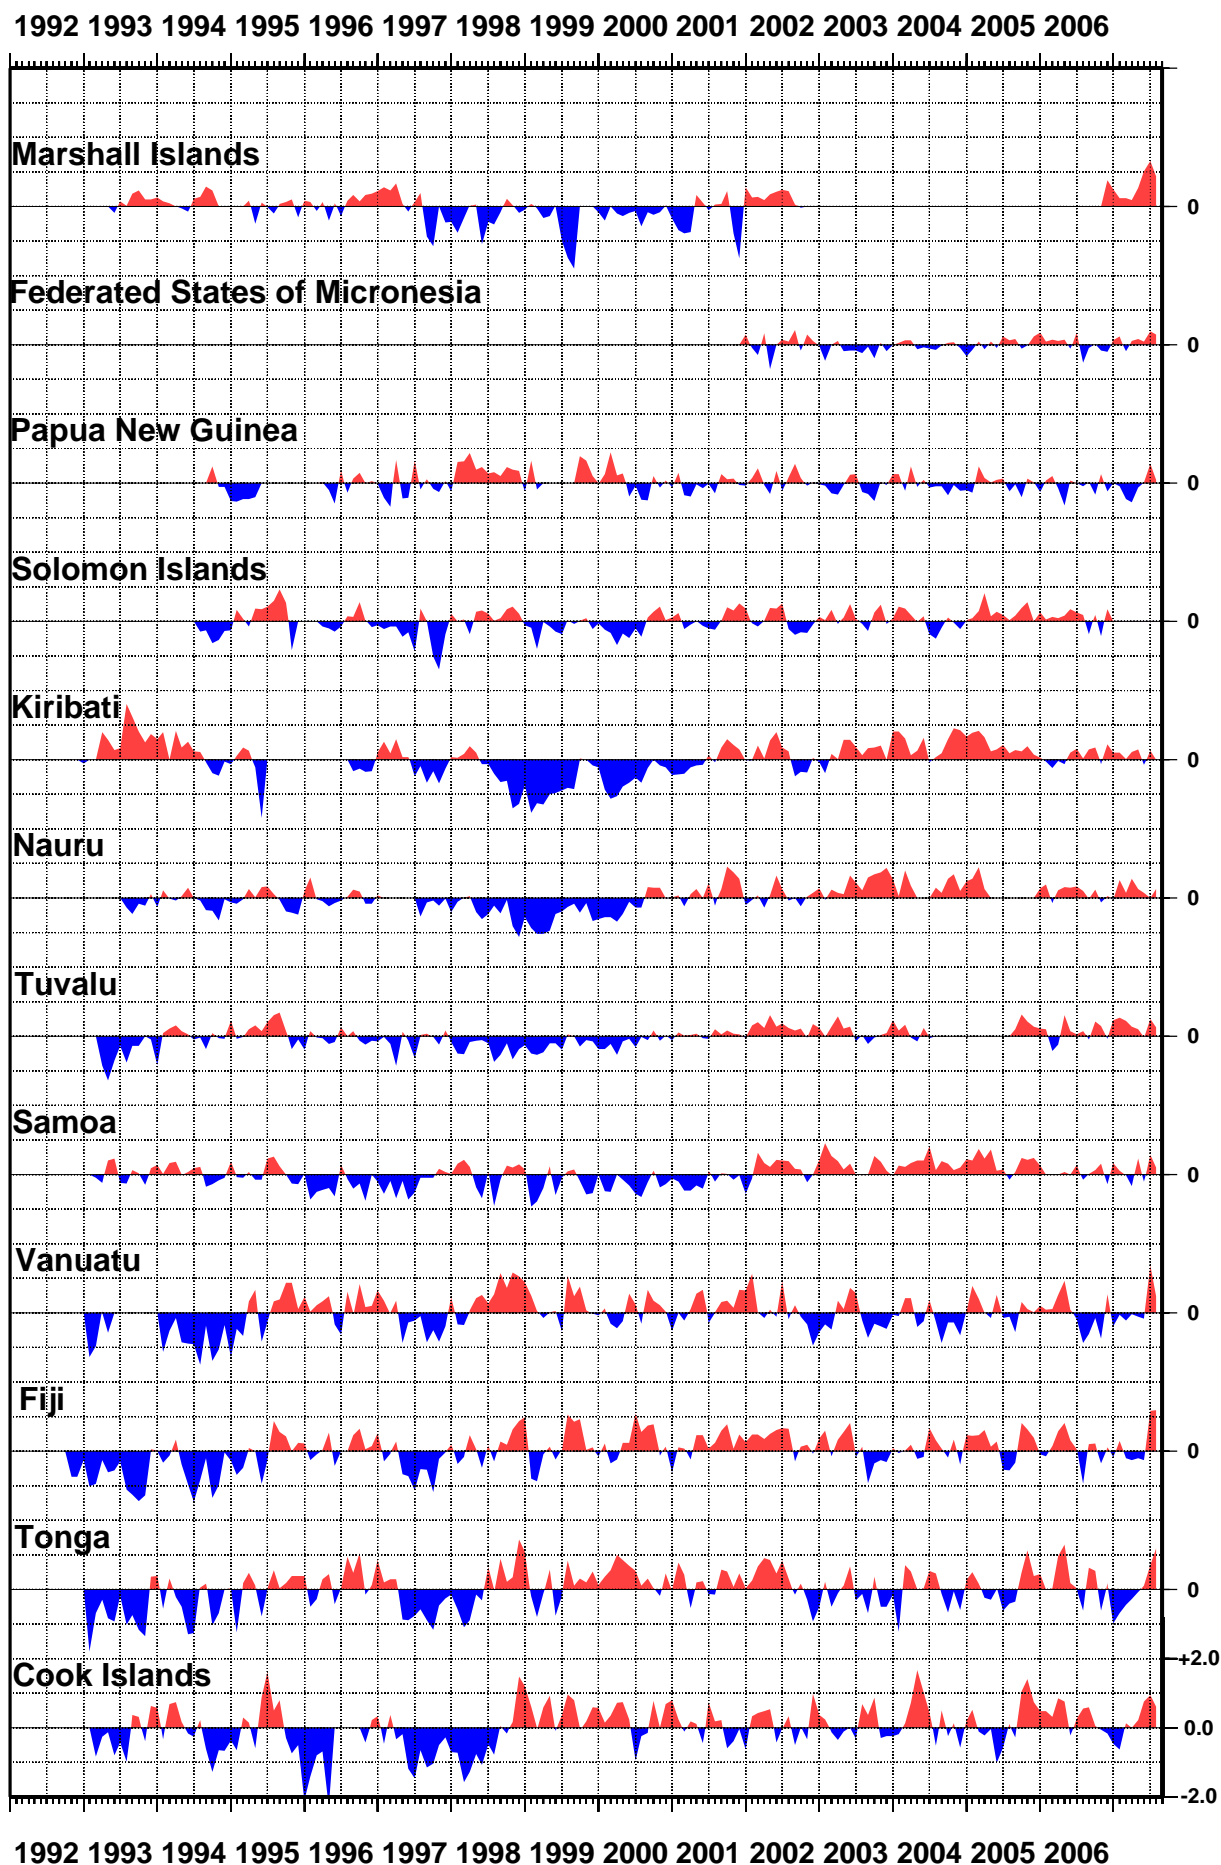 1992 1993 1994 1995 1996 1997 1998 1999 2000 2001 2002 2003 2004 2005 2006
Marshall Islands
0
Federated States of Micronesia
0
Papua New Guinea
0
Solomon Islands
0
Kiribati
0
Nauru
0
Tuvalu
0
Samoa
0
Vanuatu
0
Fiji
0
Tonga
0
+2.0
Cook Islands
0.0
-2.0
1992 1993 1994 1995 1996 1997 1998 1999 2000 2001 2002 2003 2004 2005 2006